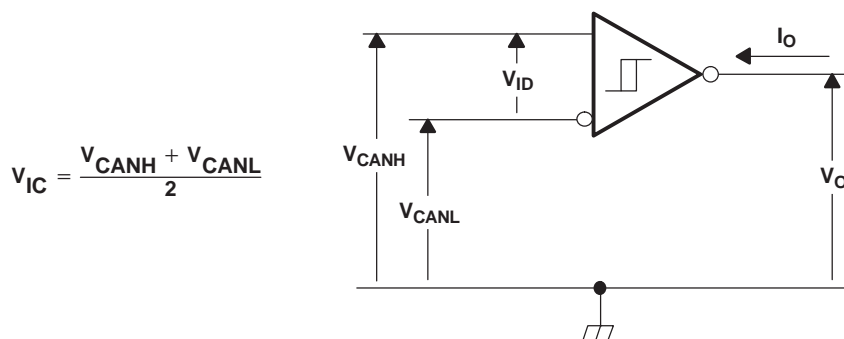 V_IC = (V_CANH + V_CANL) / 2
V_ID
V_CANH
V_CANL
I_O
V_O